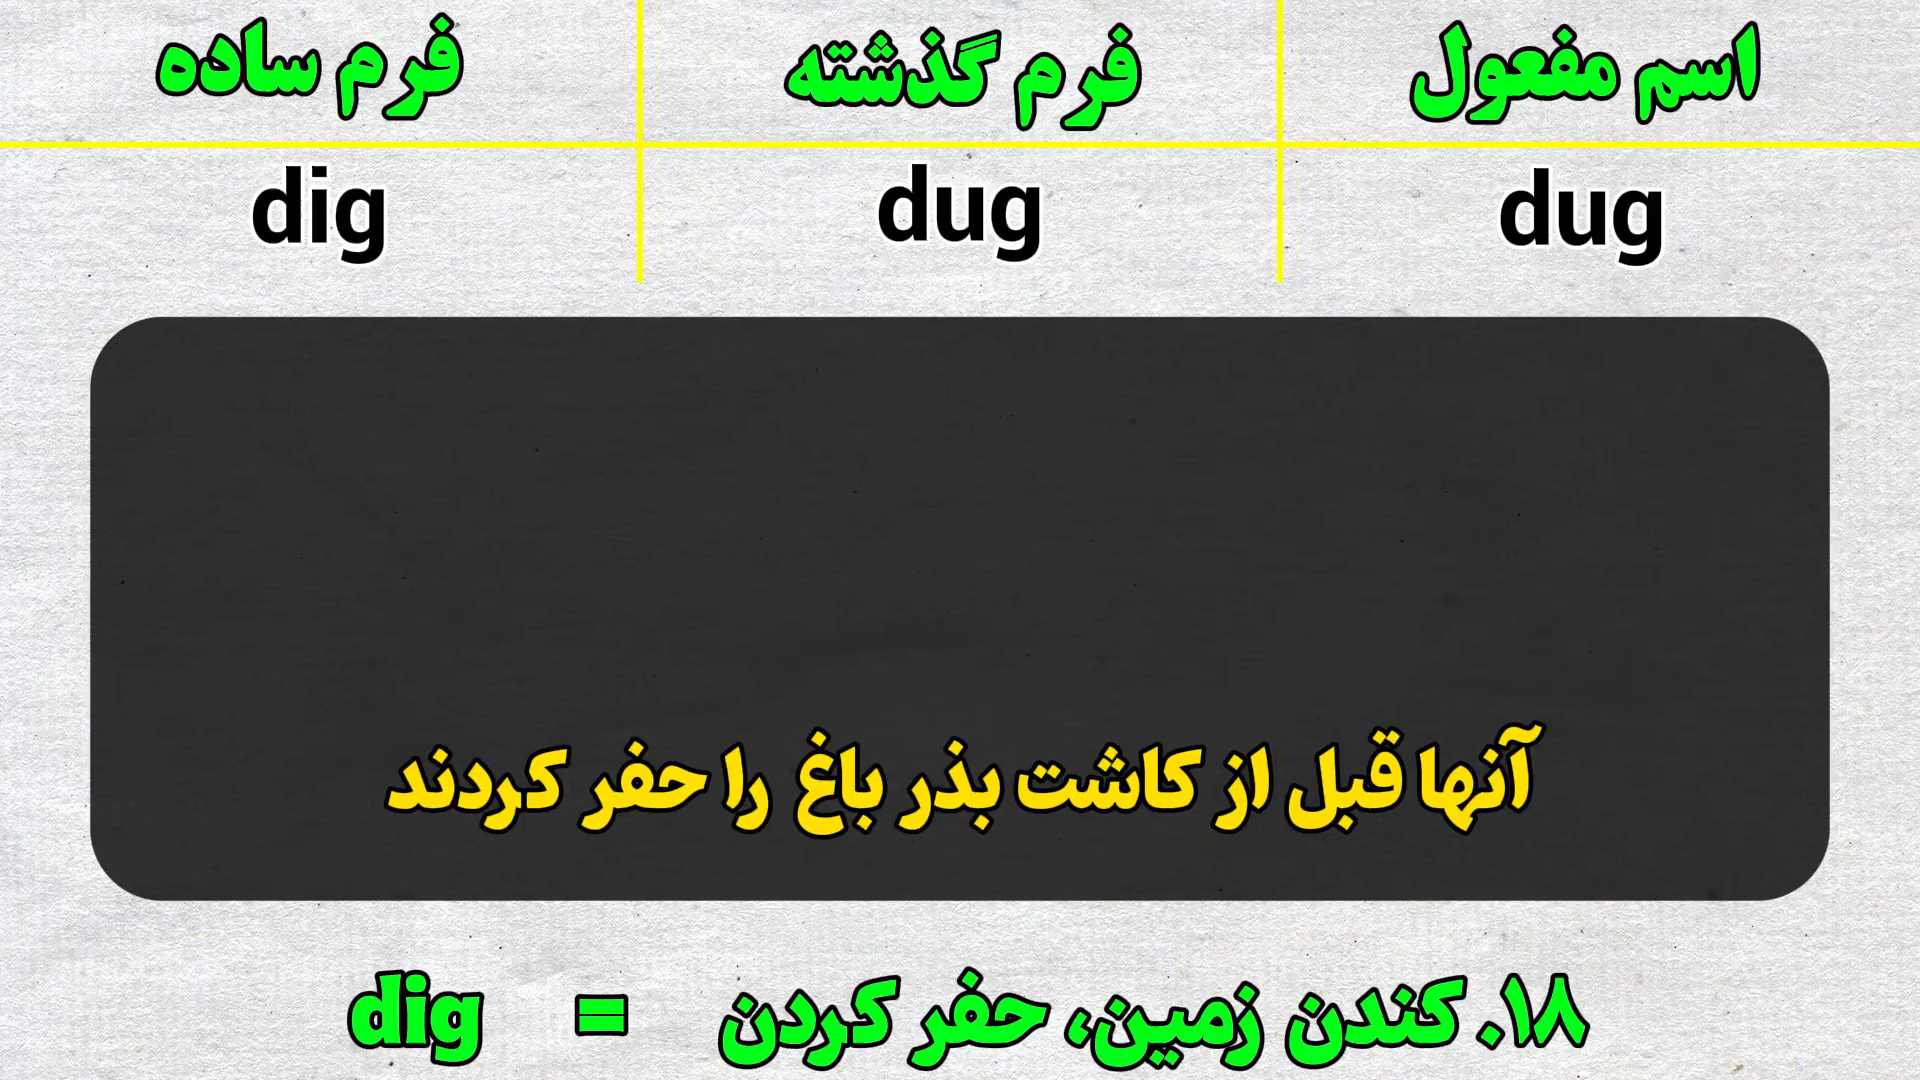 فرم ساده فرم گذشته اسم مفعول
dig dug dug
آنها قبل از کاشت بذر باغ را حفر کردند
۱۸. کندن زمین، حفر کردن = dig